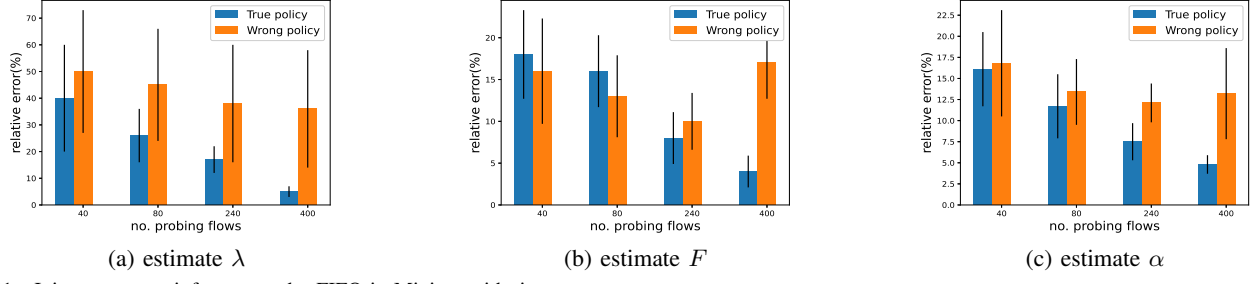 True policy
Wrong policy
relative error(%)
70
60
50
40
30
20
10
0
40 80 240 400
no. probing flows
(a) estimate λ
True policy
Wrong policy
relative error(%)
20
15
10
5
0
40 80 240 400
no. probing flows
(b) estimate F
True policy
Wrong policy
relative error(%)
22.5
20.0
17.5
15.0
12.5
10.0
7.5
5.0
2.5
0.0
40 80 240 400
no. probing flows
(c) estimate α